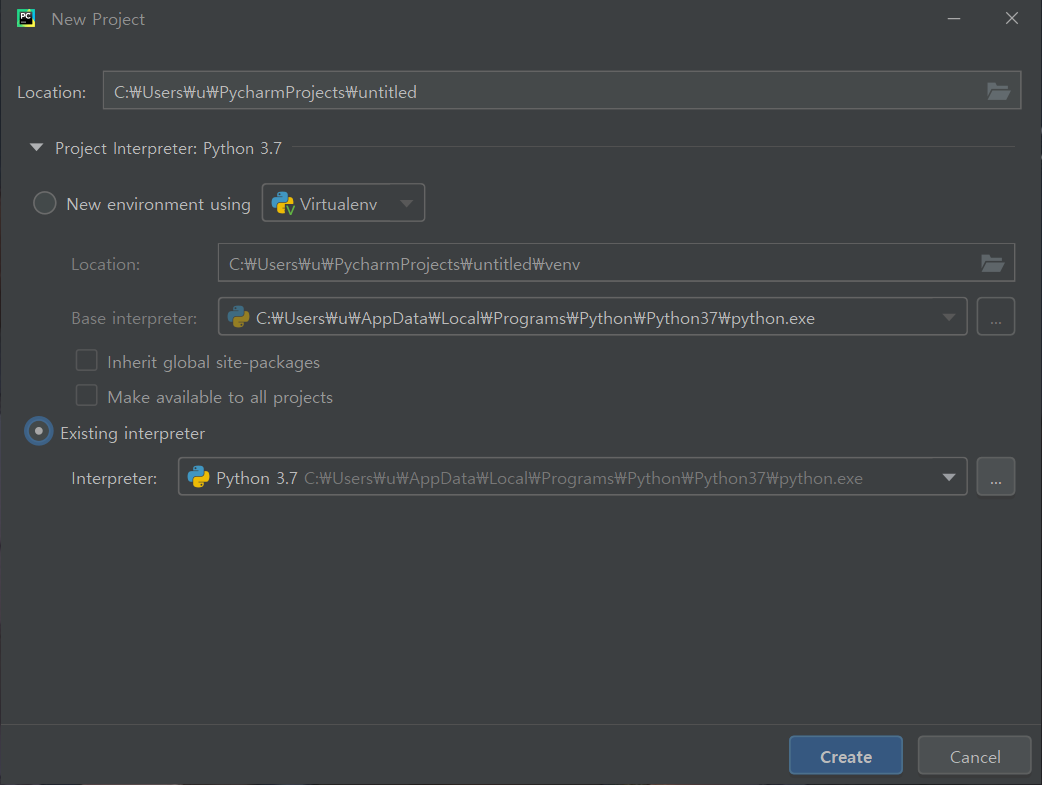 PC
New Project
Location: C:₩Users₩u₩PycharmProjects₩untitled
Project Interpreter: Python 3.7
New environment using Virtualenv
Location: C:₩Users₩u₩PycharmProjects₩untitled₩venv
Base interpreter: C:₩Users₩u₩AppData₩Local₩Programs₩Python₩Python37₩python.exe ...
Inherit global site-packages
Make available to all projects
Existing interpreter
Interpreter: Python 3.7 C:₩Users₩u₩AppData₩Local₩Programs₩Python₩Python37₩python.exe ...
Create Cancel